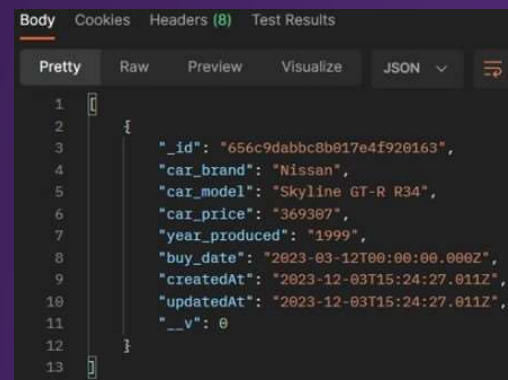 Body Cookies Headers (8) Test Results
Pretty Raw Preview Visualize JSON
1 [
2 {
3 "_id": "656c9dabbc8b017e4f920163",
4 "car_brand": "Nissan",
5 "car_model": "Skyline GT-R R34",
6 "car_price": "369307",
7 "year_produced": "1999",
8 "buy_date": "2023-03-12T00:00:00.000Z",
9 "createdAt": "2023-12-03T15:24:27.011Z",
10 "updatedAt": "2023-12-03T15:24:27.011Z",
11 "__v": 0
12 }
13 ]